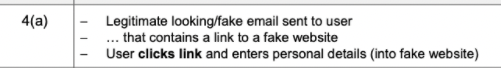 4(a)
– Legitimate looking/fake email sent to user
– … that contains a link to a fake website
– User clicks link and enters personal details (into fake website)